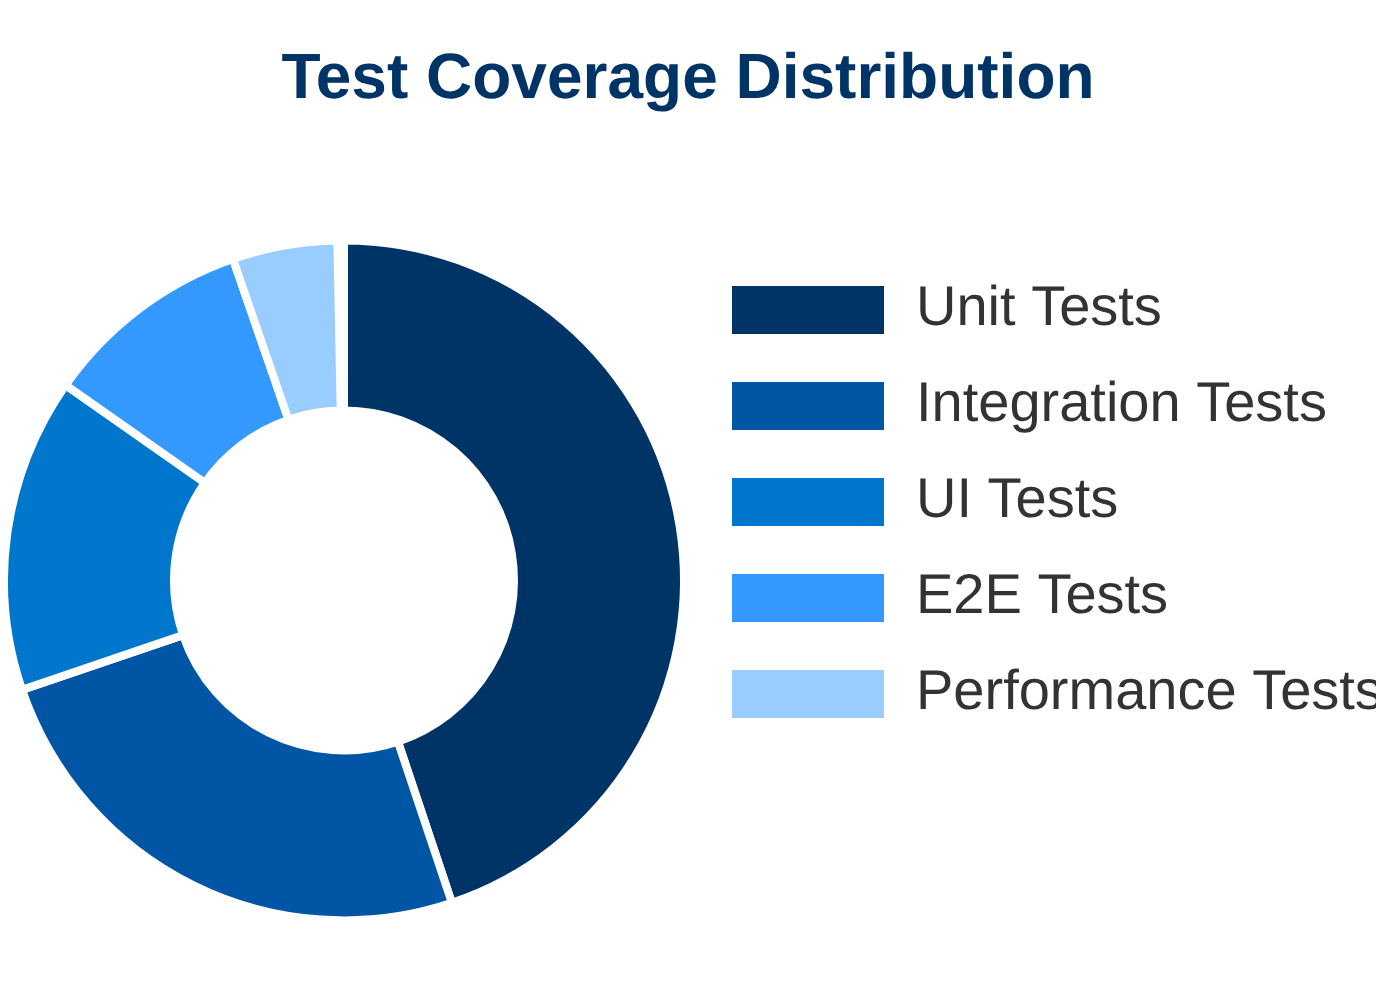 Test Coverage Distribution
Unit Tests
Integration Tests
UI Tests
E2E Tests
Performance Tests